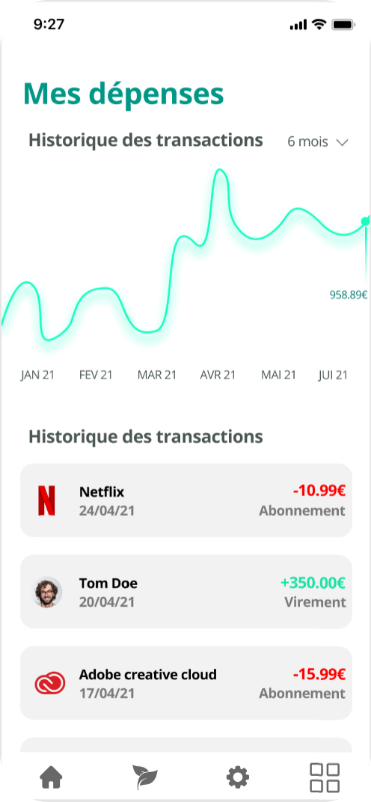 9:27
Mes dépenses
Historique des transactions 6 mois
958.89€
JAN 21 FEV 21 MAR 21 AVR 21 MAI 21 JUI 21
Historique des transactions
Netflix -10.99€
24/04/21 Abonnement
Tom Doe +350.00€
20/04/21 Virement
Adobe creative cloud -15.99€
17/04/21 Abonnement